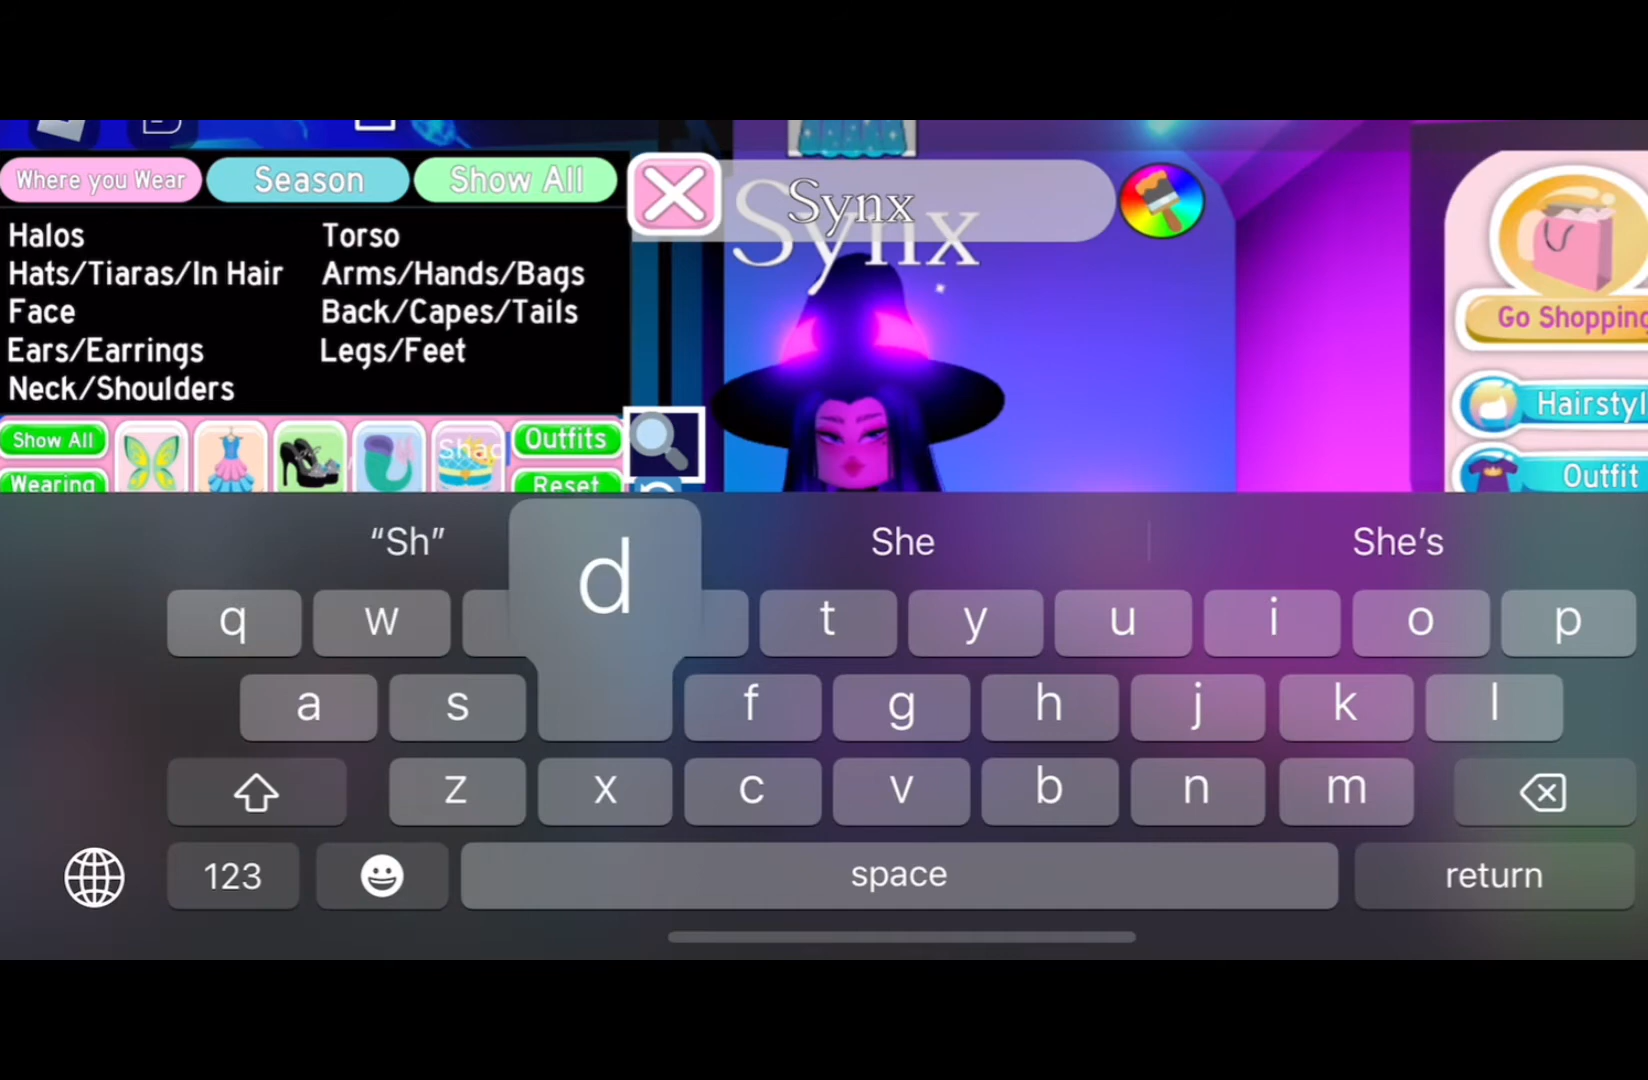 Where you Wear Season Show All
Synx
Synx
Halos Torso
Hats/Tiaras/In Hair Arms/Hands/Bags
Face Back/Capes/Tails
Ears/Earrings Legs/Feet
Neck/Shoulders
Go Shopping
Hairstyl
Show All Shad Outfits
Wearing Reset
Outfit
“Sh” She She’s
d
q w t y u i o p
a s f g h j k l
z x c v b n m
123 space return